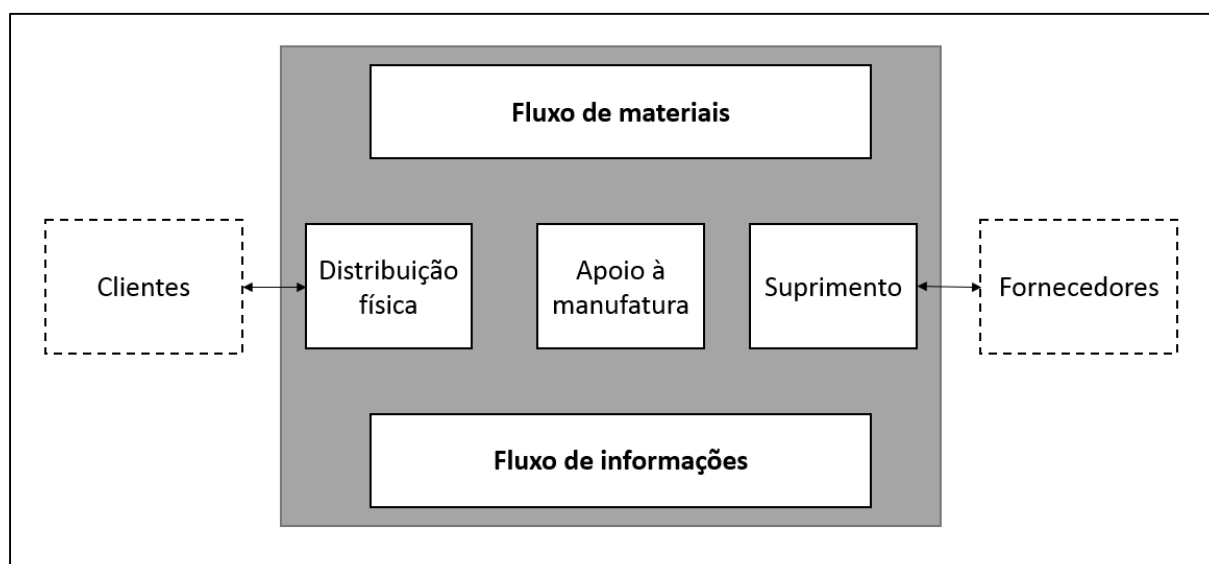 Fluxo de materiais
Clientes
Distribuição
física
Apoio à
manufatura
Suprimento
Fornecedores
Fluxo de informações